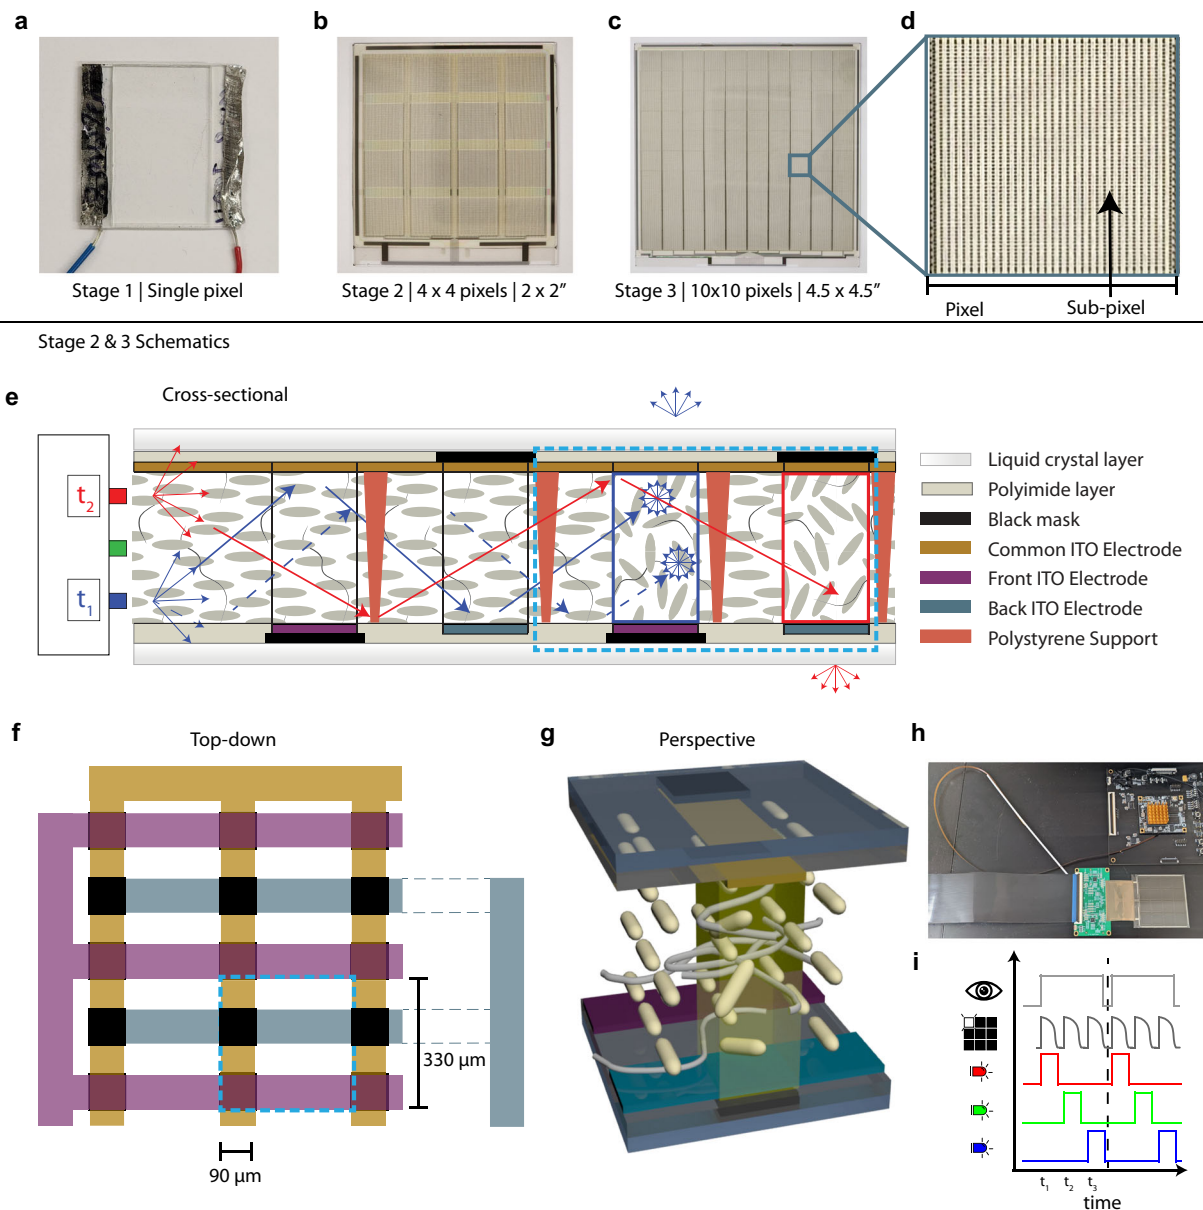 a
b
c
d
Stage 1 | Single pixel
Stage 2 | 4 x 4 pixels | 2 x 2”
Stage 3 | 10x10 pixels | 4.5 x 4.5”
Pixel
Sub-pixel
Stage 2 & 3 Schematics
e
Cross-sectional
t2
t1
Liquid crystal layer
Polyimide layer
Black mask
Common ITO Electrode
Front ITO Electrode
Back ITO Electrode
Polystyrene Support
f
Top-down
330 µm
90 µm
g
Perspective
h
i
t1 t2 t3
time